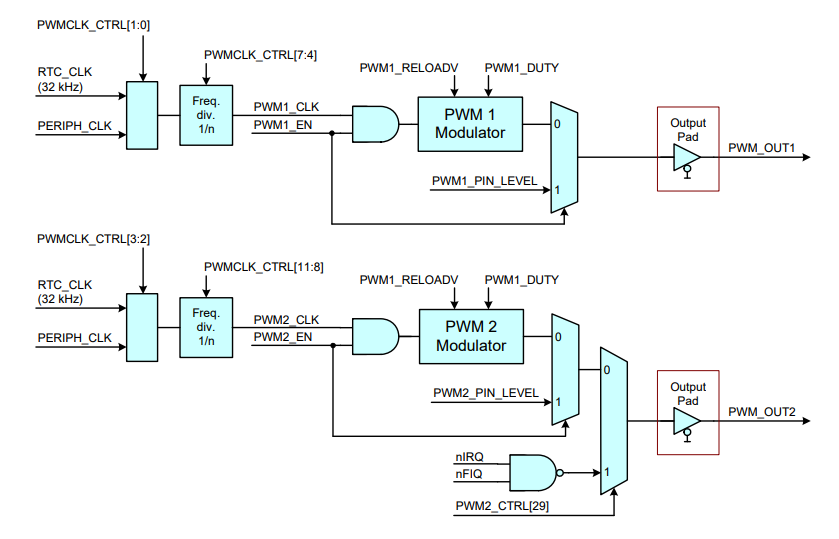 PWMCLK_CTRL[1:0]
PWMCLK_CTRL[7:4]
RTC_CLK
(32 kHz)
PERIPH_CLK
Freq.
div.
1/n
PWM1_CLK
PWM1_EN
PWM1_RELOADV
PWM1_DUTY
PWM 1
Modulator
0
PWM1_PIN_LEVEL
1
Output
Pad
PWM_OUT1
PWMCLK_CTRL[3:2]
PWMCLK_CTRL[11:8]
RTC_CLK
(32 kHz)
PERIPH_CLK
Freq.
div.
1/n
PWM2_CLK
PWM2_EN
PWM1_RELOADV
PWM1_DUTY
PWM 2
Modulator
0
PWM2_PIN_LEVEL
1
0
nIRQ
nFIQ
1
PWM2_CTRL[29]
Output
Pad
PWM_OUT2